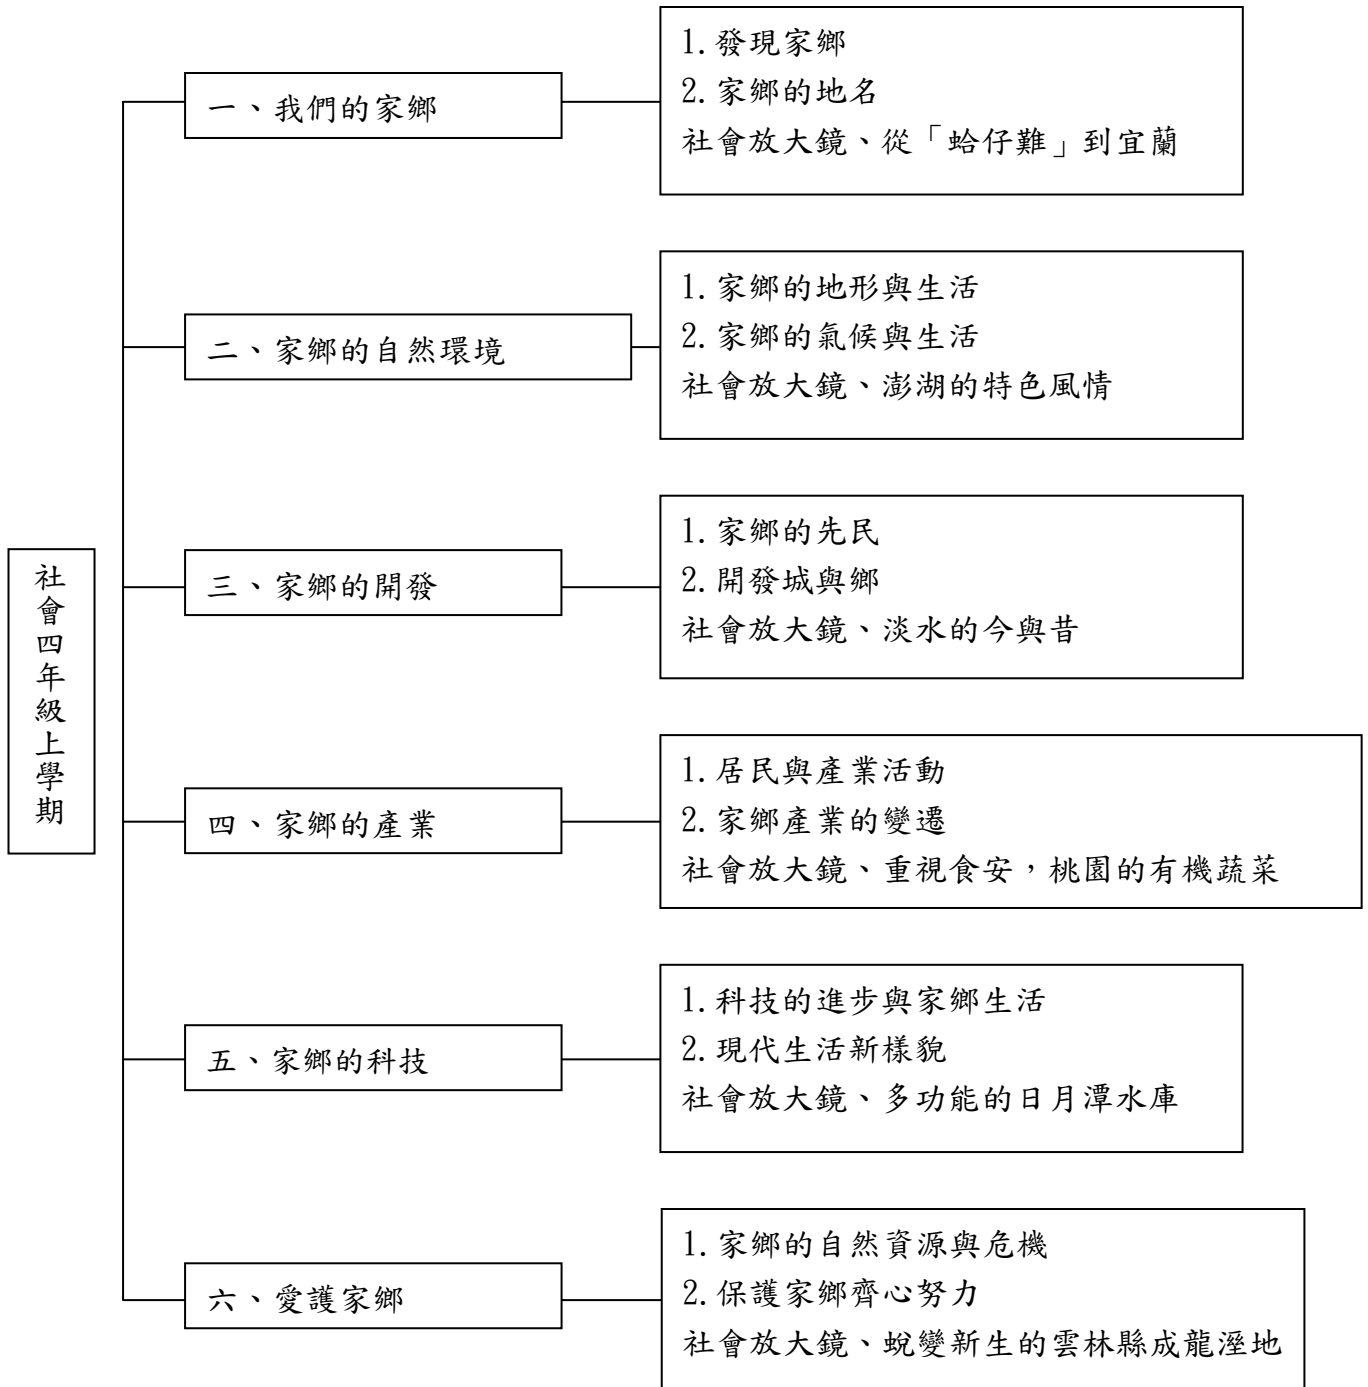 社會四年級上學期
一、我們的家鄉
1.發現家鄉
2.家鄉的地名
社會放大鏡、從「蛤仔難」到宜蘭
二、家鄉的自然環境
1.家鄉的地形與生活
2.家鄉的氣候與生活
社會放大鏡、澎湖的特色風情
三、家鄉的開發
1.家鄉的先民
2.開發城與鄉
社會放大鏡、淡水的今與昔
四、家鄉的產業
1.居民與產業活動
2.家鄉產業的變遷
社會放大鏡、重視食安，桃園的有機蔬菜
五、家鄉的科技
1.科技的進步與家鄉生活
2.現代生活新樣貌
社會放大鏡、多功能的日月潭水庫
六、愛護家鄉
1.家鄉的自然資源與危機
2.保護家鄉齊心努力
社會放大鏡、蛻變新生的雲林縣成龍溼地